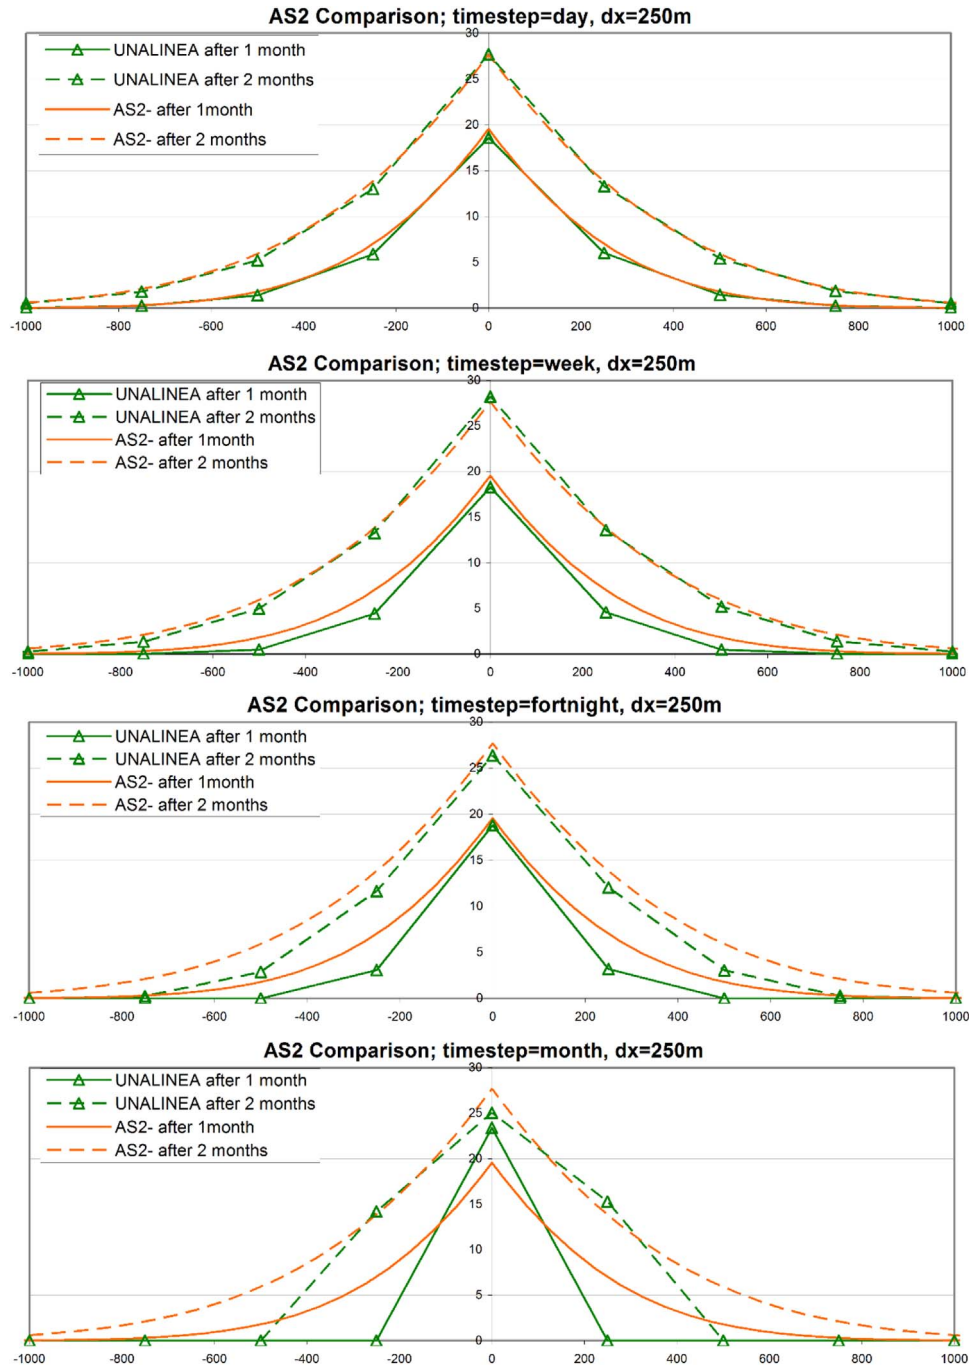 AS2 Comparison; timestep=day, dx=250m
30
UNALINEA after 1 month
UNALINEA after 2 months
AS2- after 1month
AS2- after 2 months
25
20
15
10
5
0
-1000 -800 -600 -400 -200 0 200 400 600 800 1000
AS2 Comparison; timestep=week, dx=250m
30
UNALINEA after 1 month
UNALINEA after 2 months
AS2- after 1month
AS2- after 2 months
25
20
15
10
5
0
-1000 -800 -600 -400 -200 0 200 400 600 800 1000
AS2 Comparison; timestep=fortnight, dx=250m
30
UNALINEA after 1 month
UNALINEA after 2 months
AS2- after 1month
AS2- after 2 months
25
20
15
10
5
0
-1000 -800 -600 -400 -200 0 200 400 600 800 1000
AS2 Comparison; timestep=month, dx=250m
30
UNALINEA after 1 month
UNALINEA after 2 months
AS2- after 1month
AS2- after 2 months
25
20
15
10
5
0
-1000 -800 -600 -400 -200 0 200 400 600 800 1000